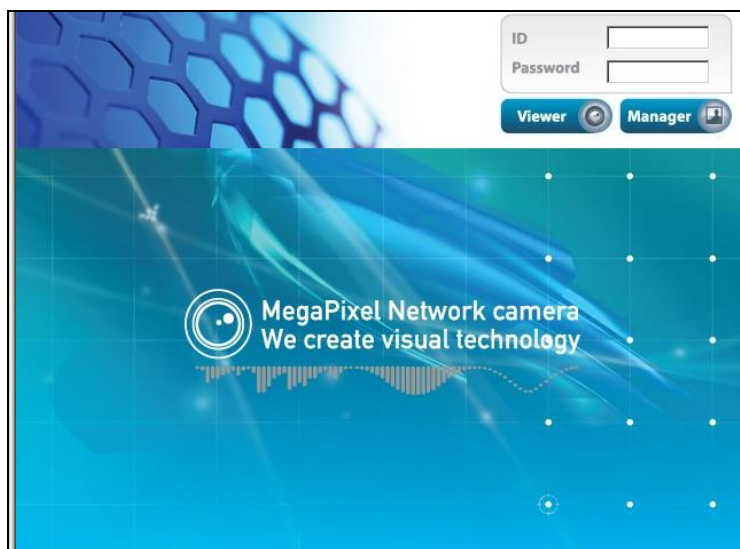 ID
Password
Viewer
Manager
MegaPixel Network camera
We create visual technology